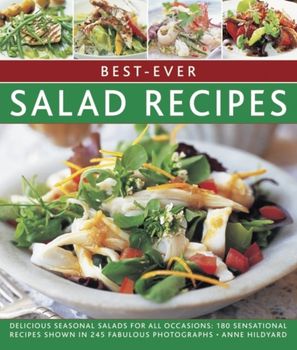 BEST-EVER
SALAD RECIPES
DELICIOUS SEASONAL SALADS FOR ALL OCCASIONS: 180 SENSATIONAL
RECIPES SHOWN IN 245 FABULOUS PHOTOGRAPHS • ANNE HILDYARD